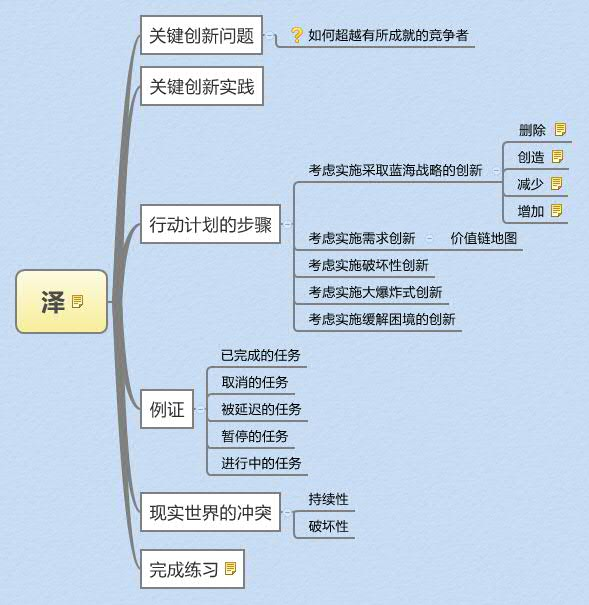 泽
关键创新问题
如何超越有所成就的竞争者
关键创新实践
行动计划的步骤
考虑实施采取蓝海战略的创新
删除
创造
减少
增加
考虑实施需求创新
价值链地图
考虑实施破坏性创新
考虑实施大爆炸式创新
考虑实施缓解困境的创新
例证
已完成的任务
取消的任务
被延迟的任务
暂停的任务
进行中的任务
现实世界的冲突
持续性
破坏性
完成练习